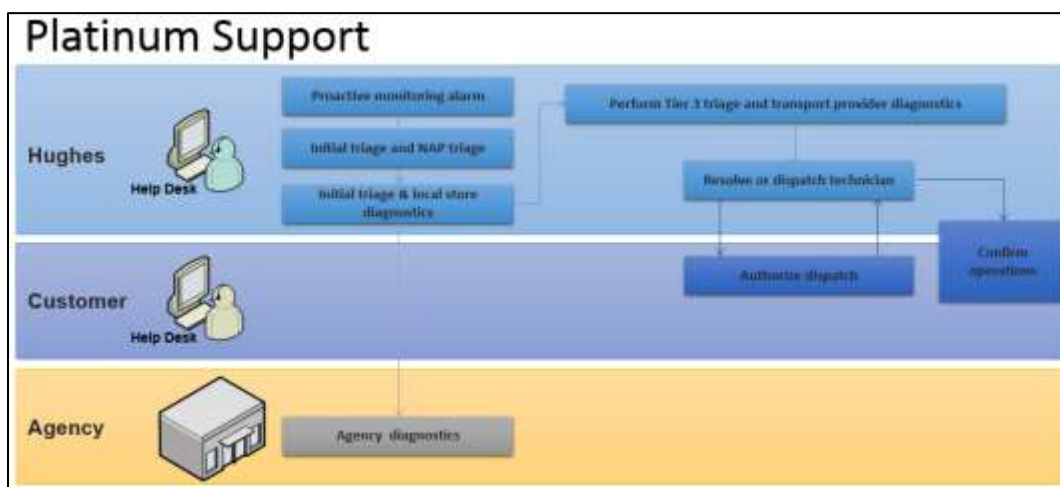 Platinum Support
Proactive monitoring alarm
Perform Tier 3 triage and transport provider diagnostics
Hughes
Initial triage and NAP triage
Help Desk
Initial triage & local store
diagnostics
Resolve or dispatch technician
Confirm
operations
Authorize dispatch
Customer
Help Desk
Agency
Agency diagnostics